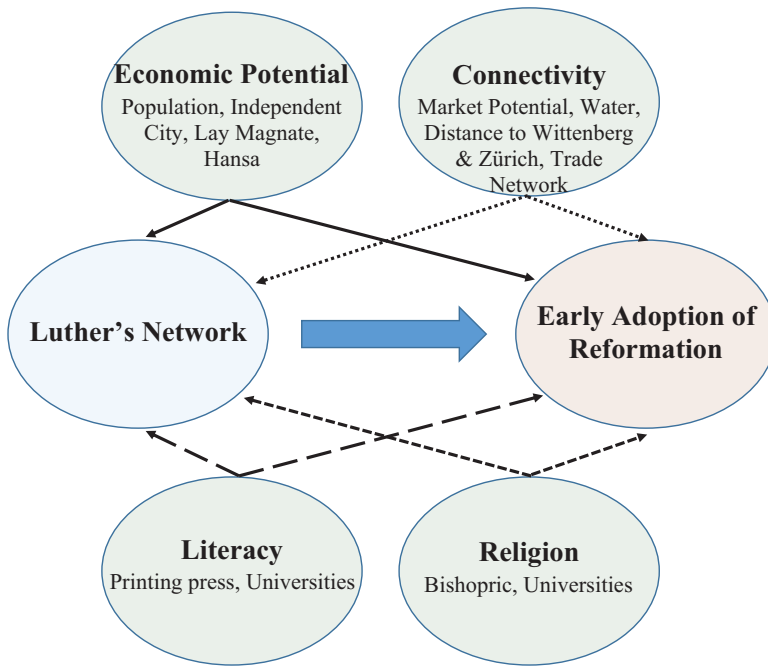 Economic Potential
Population, Independent
City, Lay Magnate,
Hansa
Connectivity
Market Potential, Water,
Distance to Wittenberg
& Zürich, Trade
Network
Luther’s Network
Early Adoption of
Reformation
Literacy
Printing press, Universities
Religion
Bishopric, Universities